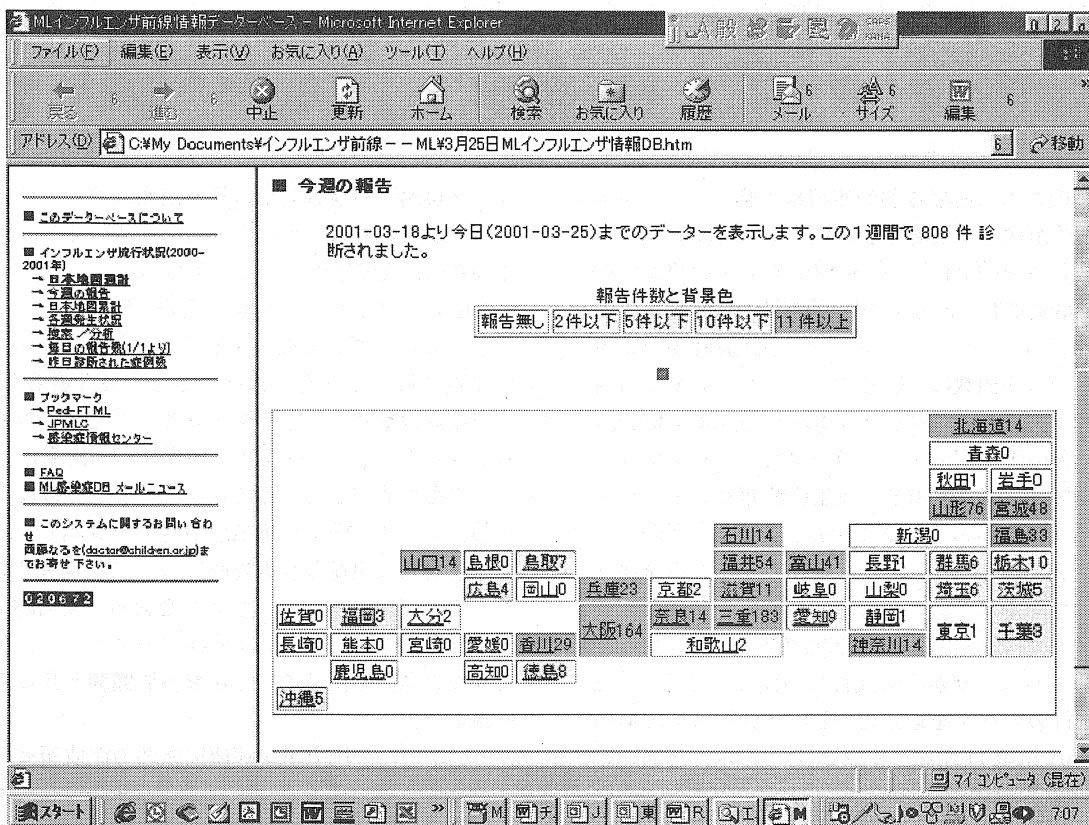 MLインフルエンザ前線情報データーベース - Microsoft Internet Explorer
ファイル(F) 編集(E) 表示(V) お気に入り(A) ツール(T) ヘルプ(H)
戻る 進む 中止 更新 ホーム 検索 お気に入り 履歴 メール サイズ 編集
アドレス(D) C:¥My Documents¥インフルエンザ前線－－ML¥3月25日MLインフルエンザ情報DB.htm 移動
このデーターベースについて
インフルエンザ流行状況(2000-
2001年)
→ 日本地図週計
→ 今週の報告
→ 日本地図累計
→ 各週発生状況
→ 検索／分析
→ 毎日の報告数(1/1より)
→ 昨日診断された症例数
ブックマーク
→ Ped-FT ML
→ JPMLC
→ 感染症情報センター
FAQ
ML感染症DB メールニュース
このシステムに関するお問い合わ
せ
西藤なるを(doctor@children.or.jp)ま
でお寄せ下さい。
020672
■ 今週の報告
2001-03-18より今日(2001-03-25)までのデーターを表示します。この1週間で 808 件 診
断されました。
報告件数と背景色
報告無し 2件以下 5件以下 10件以下 11件以上
北海道14
青森0
秋田1 岩手0
山形76 宮城48
石川14 新潟0 福島33
山口14 島根0 鳥取7 福井54 富山41 長野1 群馬6 栃木10
広島4 岡山0 兵庫23 京都2 滋賀11 岐阜0 山梨0 埼玉6 茨城5
佐賀0 福岡3 大分2 大阪164 奈良14 三重183 愛知9 静岡1 東京1 千葉3
長崎0 熊本0 宮崎0 愛媛0 香川29 和歌山2 神奈川14
鹿児島0 高知0 徳島8
沖縄5
マイ コンピュータ (混在)
スタート 7:07